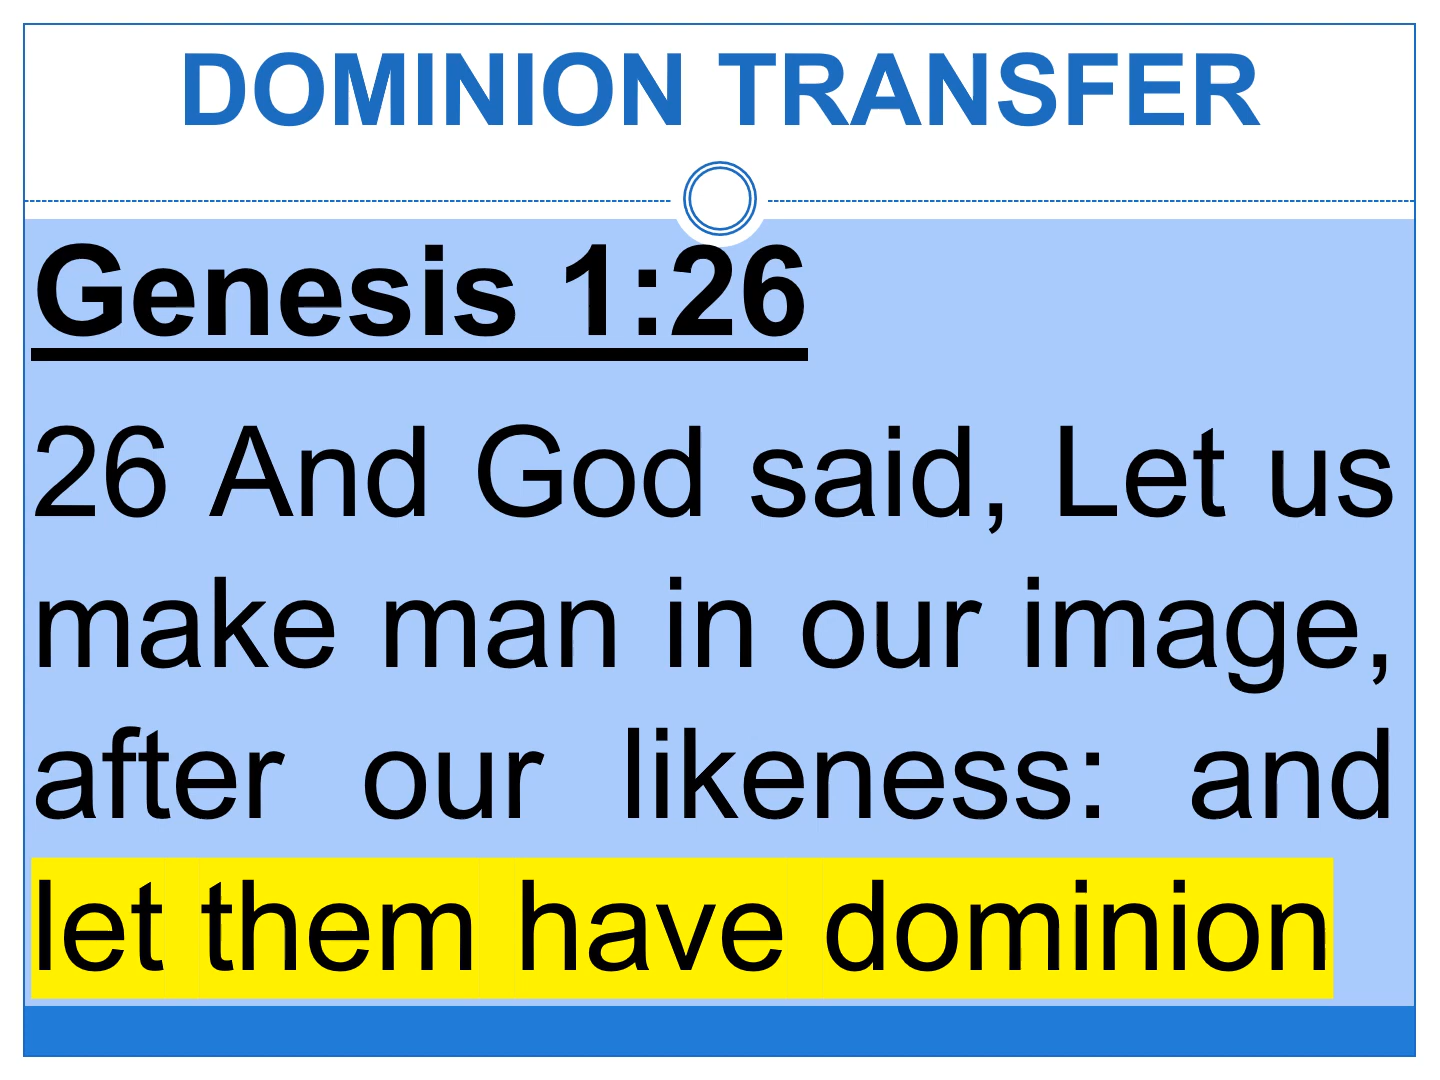 DOMINION TRANSFER
Genesis 1:26
26 And God said, Let us
make man in our image,
after our likeness: and
let them have dominion